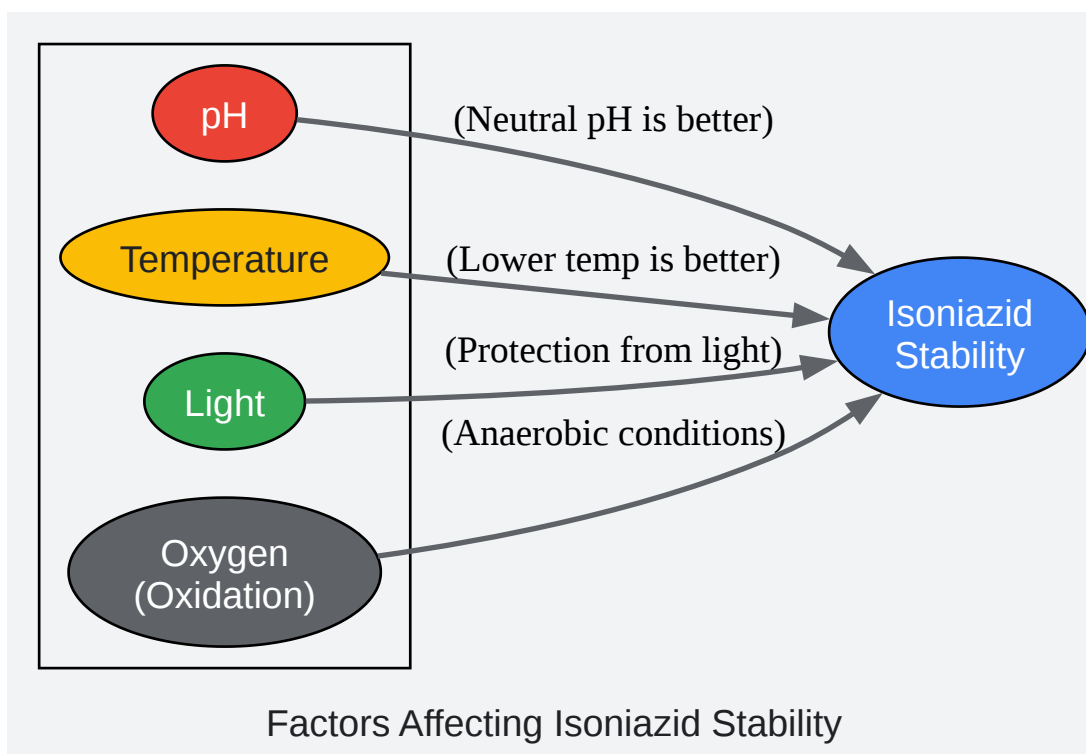 pH
(Neutral pH is better)
Temperature
(Lower temp is better)
Isoniazid
Stability
Light
(Protection from light)
(Anaerobic conditions)
Oxygen
(Oxidation)
Factors Affecting Isoniazid Stability